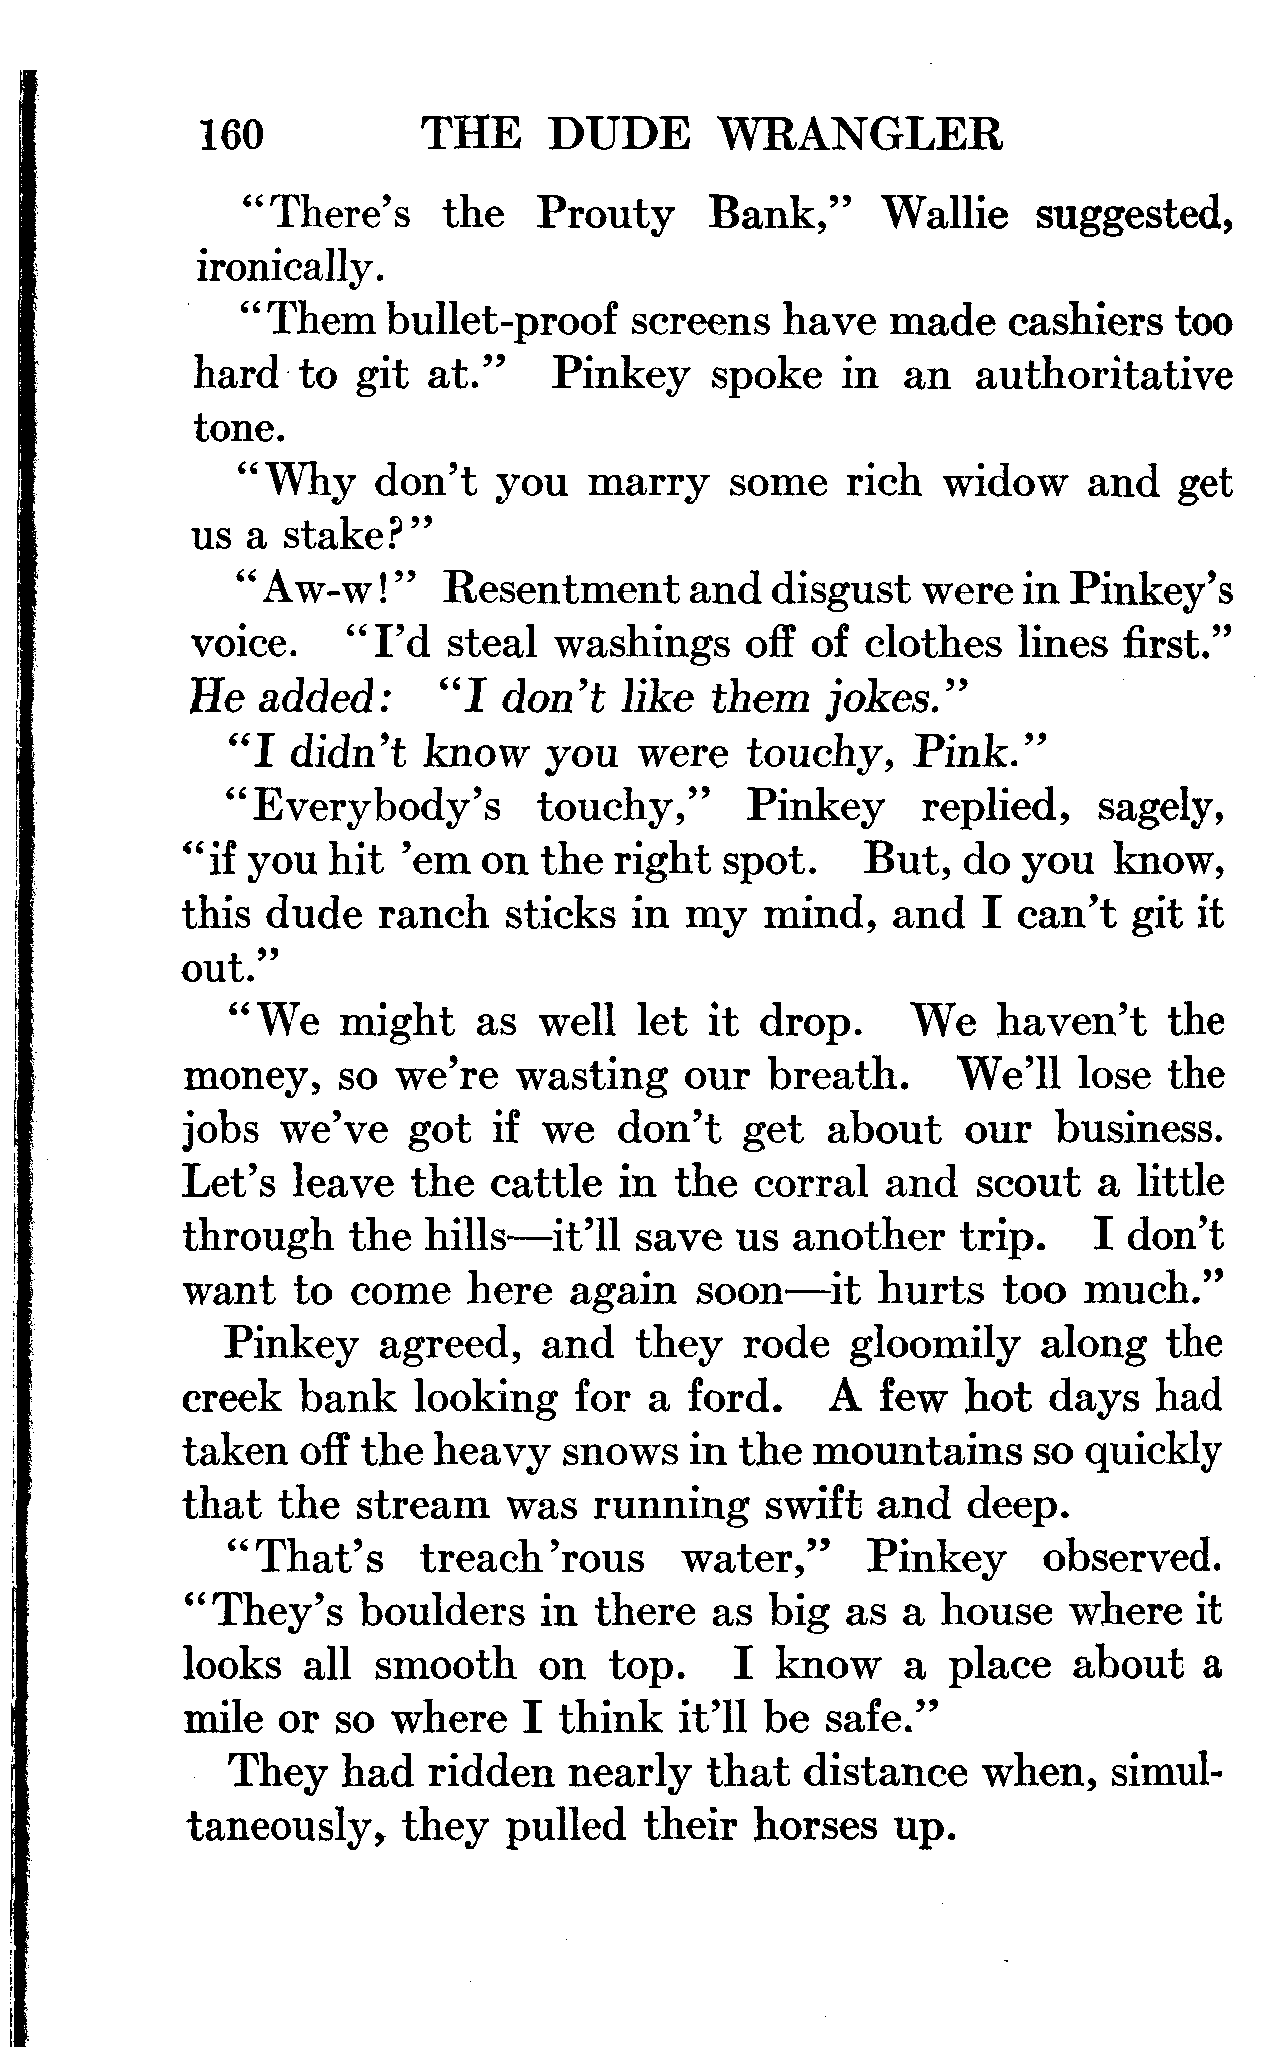 160 THE DUDE WRANGLER
“There’s the Prouty Bank,” Wallie suggested,
ironically.
“Them bullet-proof screens have made cashiers too
hard to git at.” Pinkey spoke in an authoritative
tone.
“Why don’t you marry some rich widow and get
us a stake?”
“Aw-w!” Resentment and disgust were in Pinkey’s
voice. “I’d steal washings off of clothes lines first.”
He added: “I don’t like them jokes.”
“I didn’t know you were touchy, Pink.”
“Everybody’s touchy,” Pinkey replied, sagely,
“if you hit ’em on the right spot. But, do you know,
this dude ranch sticks in my mind, and I can’t git it
out.”
“We might as well let it drop. We haven’t the
money, so we’re wasting our breath. We’ll lose the
jobs we’ve got if we don’t get about our business.
Let’s leave the cattle in the corral and scout a little
through the hills—it’ll save us another trip. I don’t
want to come here again soon—it hurts too much.”
Pinkey agreed, and they rode gloomily along the
creek bank looking for a ford. A few hot days had
taken off the heavy snows in the mountains so quickly
that the stream was running swift and deep.
“That’s treach’rous water,” Pinkey observed.
“They’s boulders in there as big as a house where it
looks all smooth on top. I know a place about a
mile or so where I think it’ll be safe.”
They had ridden nearly that distance when, simul-
taneously, they pulled their horses up.